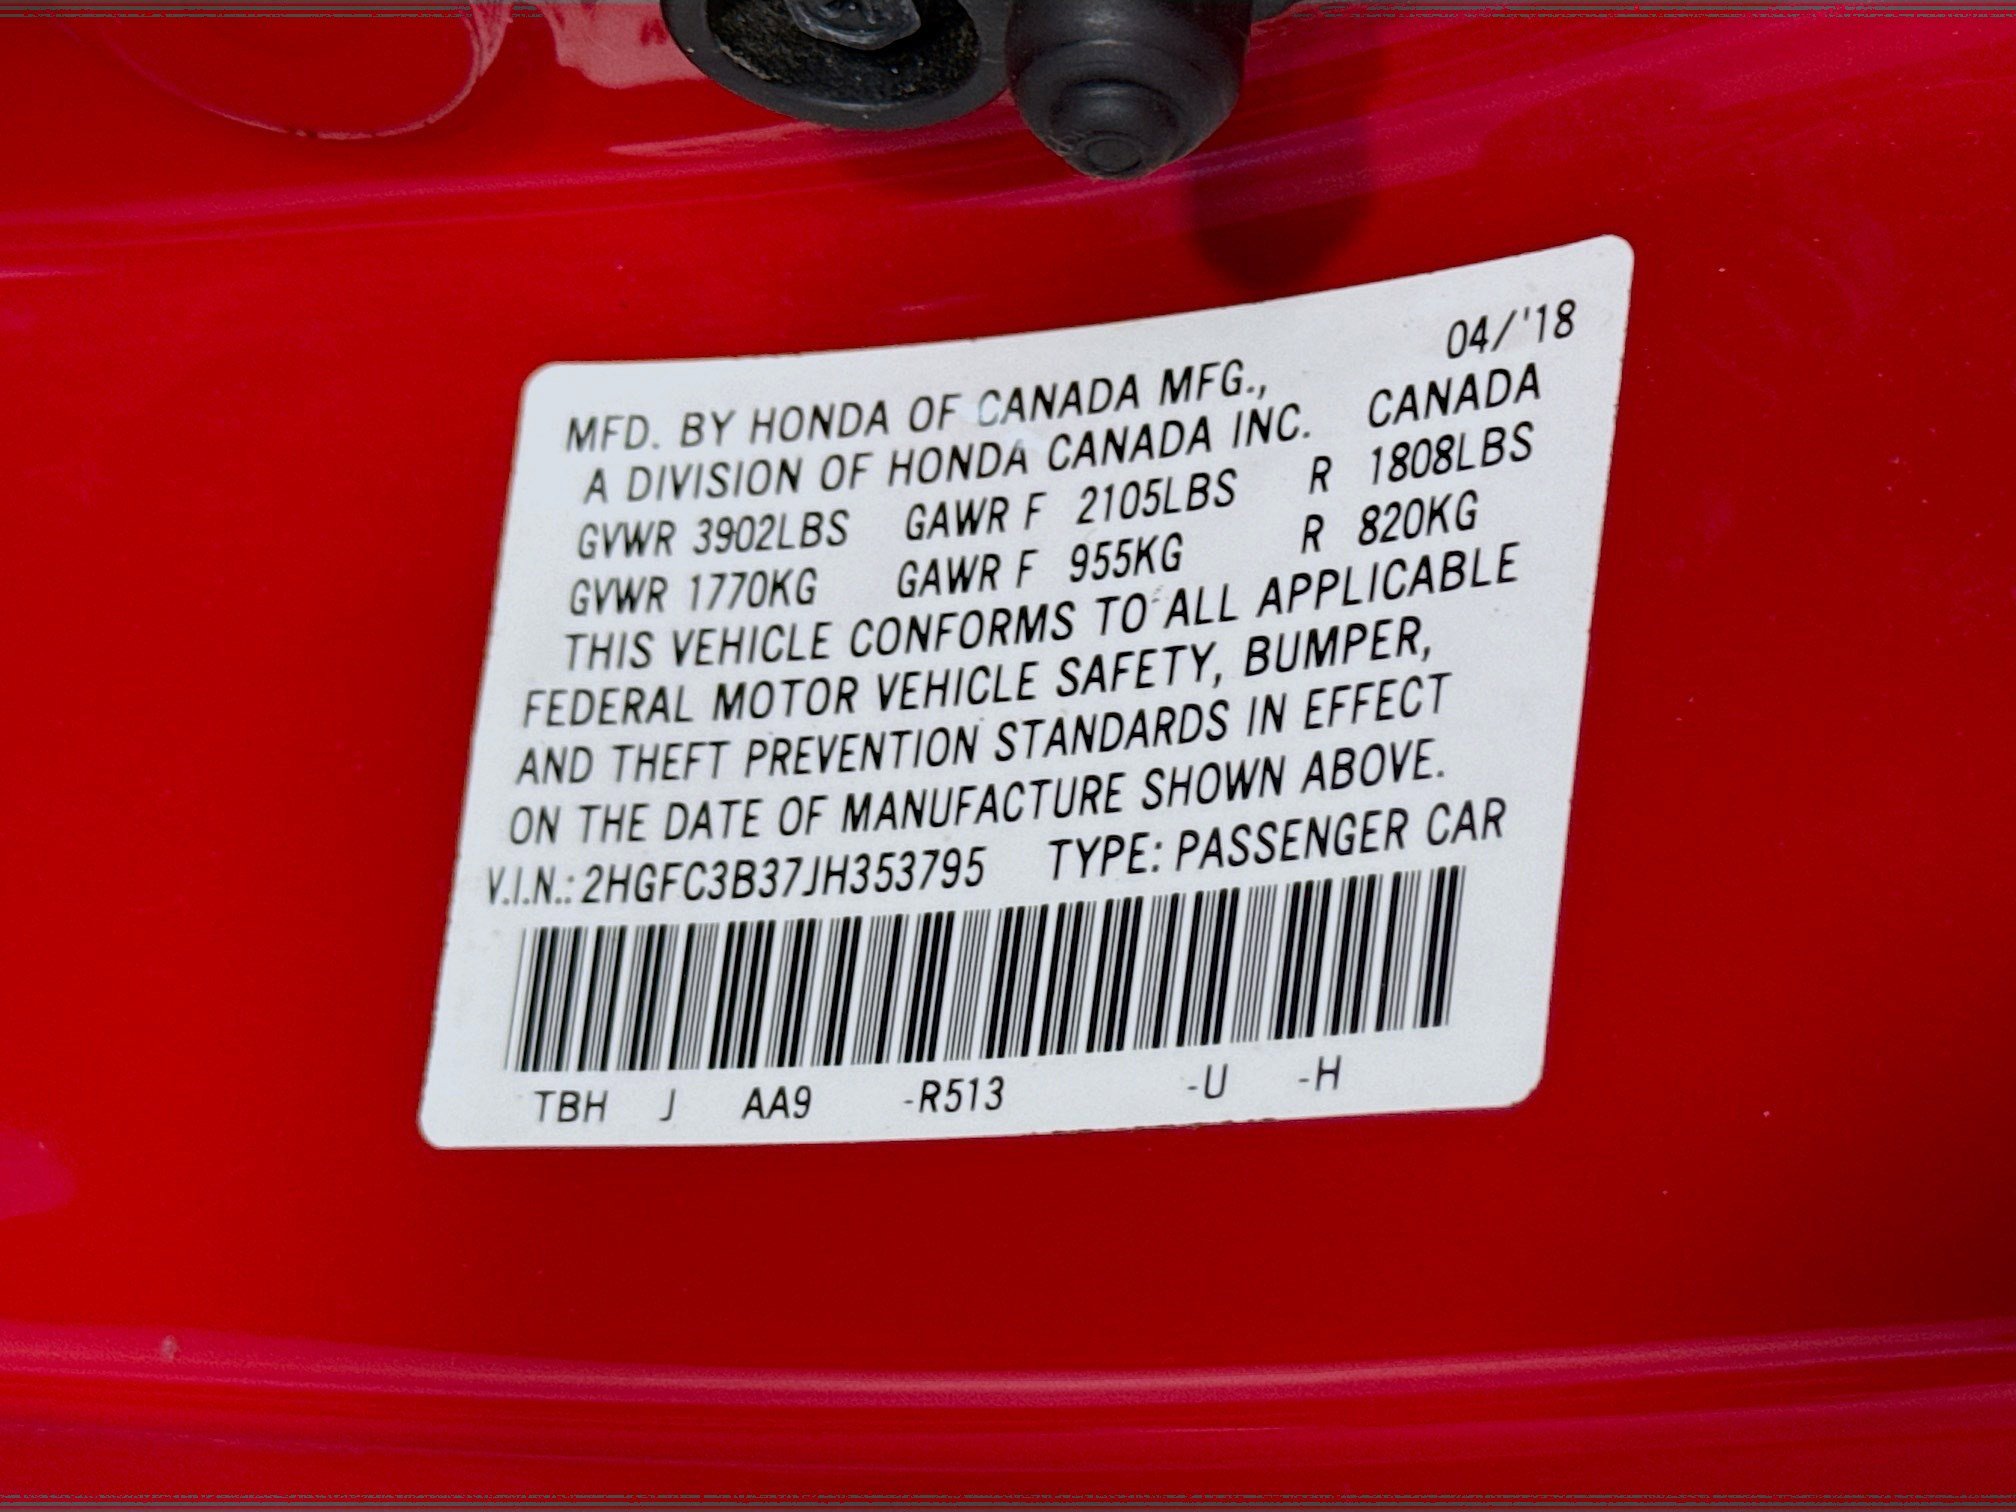 04/'18
MFD. BY HONDA OF CANADA MFG.,
A DIVISION OF HONDA CANADA INC. CANADA
GVWR 3902LBS GAWR F 2105LBS R 1808LBS
GVWR 1770KG GAWR F 955KG R 820KG
THIS VEHICLE CONFORMS TO ALL APPLICABLE
FEDERAL MOTOR VEHICLE SAFETY, BUMPER,
AND THEFT PREVENTION STANDARDS IN EFFECT
ON THE DATE OF MANUFACTURE SHOWN ABOVE.
V.I.N.: 2HGFC3B37JH353795 TYPE: PASSENGER CAR
TBH J AA9 -R513 -U -H